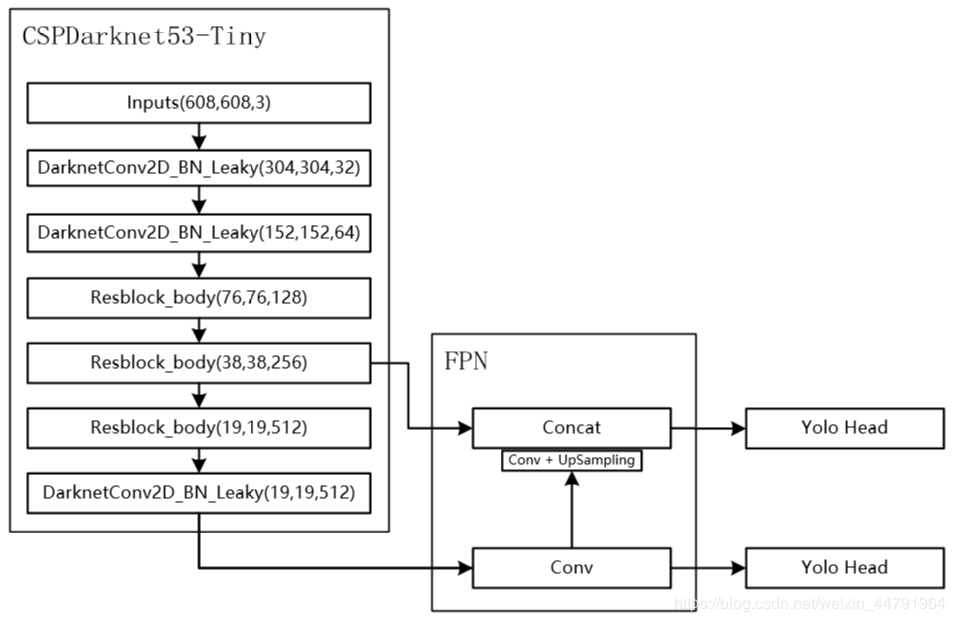 CSPDarknet53-Tiny
Inputs(608,608,3)
DarknetConv2D_BN_Leaky(304,304,32)
DarknetConv2D_BN_Leaky(152,152,64)
Resblock_body(76,76,128)
Resblock_body(38,38,256)
Resblock_body(19,19,512)
DarknetConv2D_BN_Leaky(19,19,512)
FPN
Concat
Conv + UpSampling
Conv
Yolo Head
Yolo Head
https://blog.csdn.net/weixin_44791964